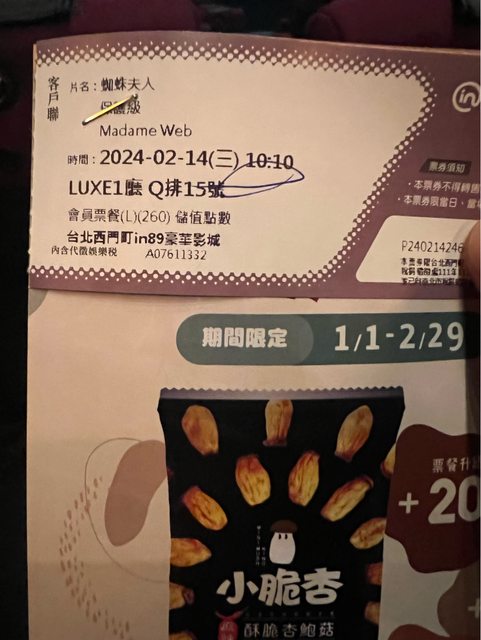 客戶聯
片名：蜘蛛夫人
保護級
Madame Web
時間：2024-02-14(三) 10:10
LUXE1廳 Q排15號
會員票餐(L)(260) 儲值點數
台北西門町in89豪華影城
內含代徵娛樂稅 A07611332
in
票券須知
・本票券不得轉售
・本票券限當日、當場
P240214246
期間限定 1/1-2/29
票餐升
+20
小脆杏
酥脆杏鮑菇